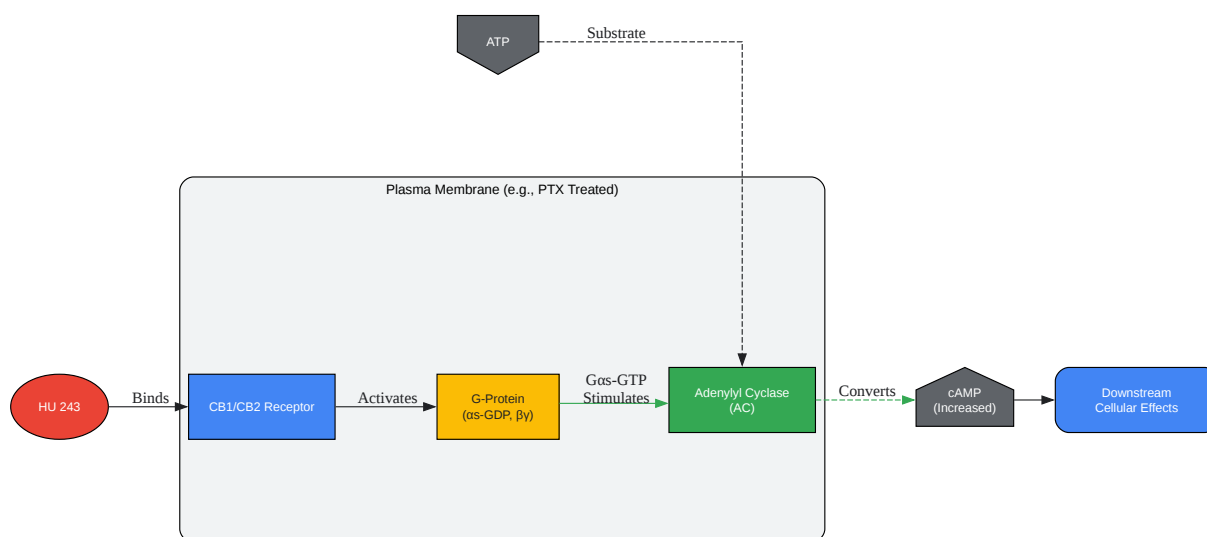 ATP
Substrate
Plasma Membrane (e.g., PTX Treated)
HU 243
Binds
CB1/CB2 Receptor
Activates
G-Protein
(αs-GDP, βγ)
Gαs-GTP
Stimulates
Adenylyl Cyclase
(AC)
Converts
cAMP
(Increased)
Downstream
Cellular Effects